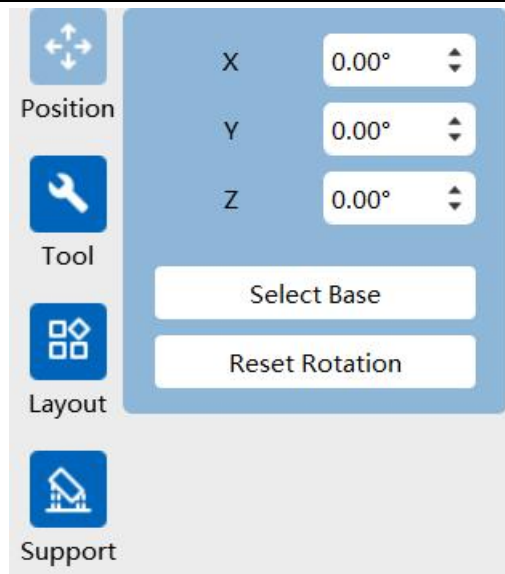 Position
Tool
Layout
Support
X 0.00°
Y 0.00°
Z 0.00°
Select Base
Reset Rotation